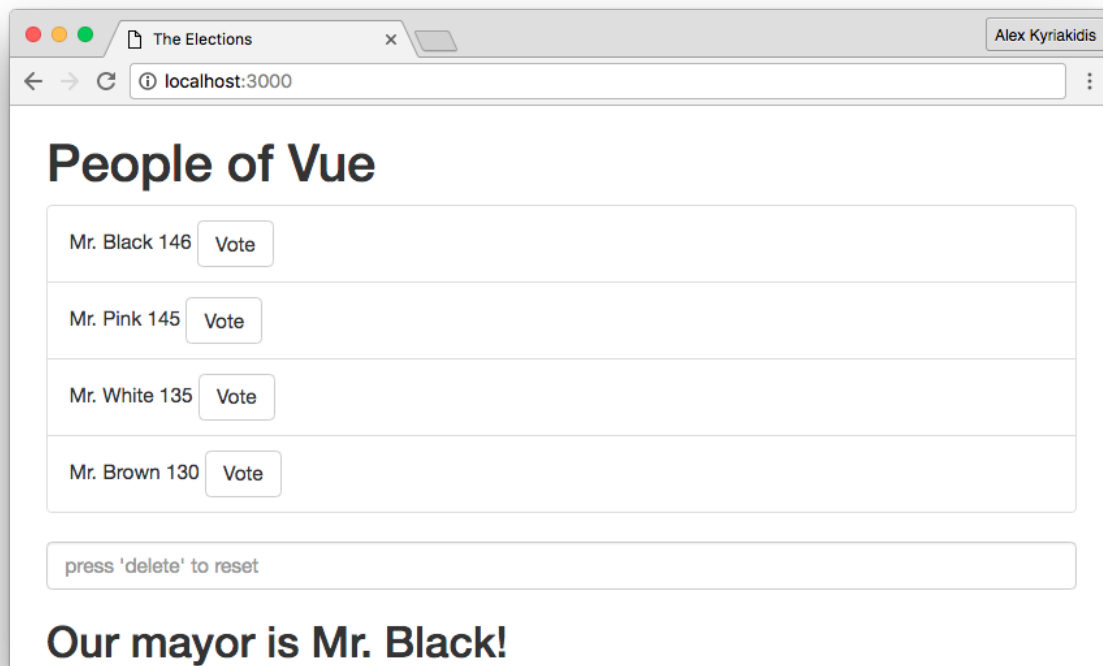 The Elections
Alex Kyriakidis
localhost:3000
People of Vue
Mr. Black 146 Vote
Mr. Pink 145 Vote
Mr. White 135 Vote
Mr. Brown 130 Vote
press 'delete' to reset
Our mayor is Mr. Black!